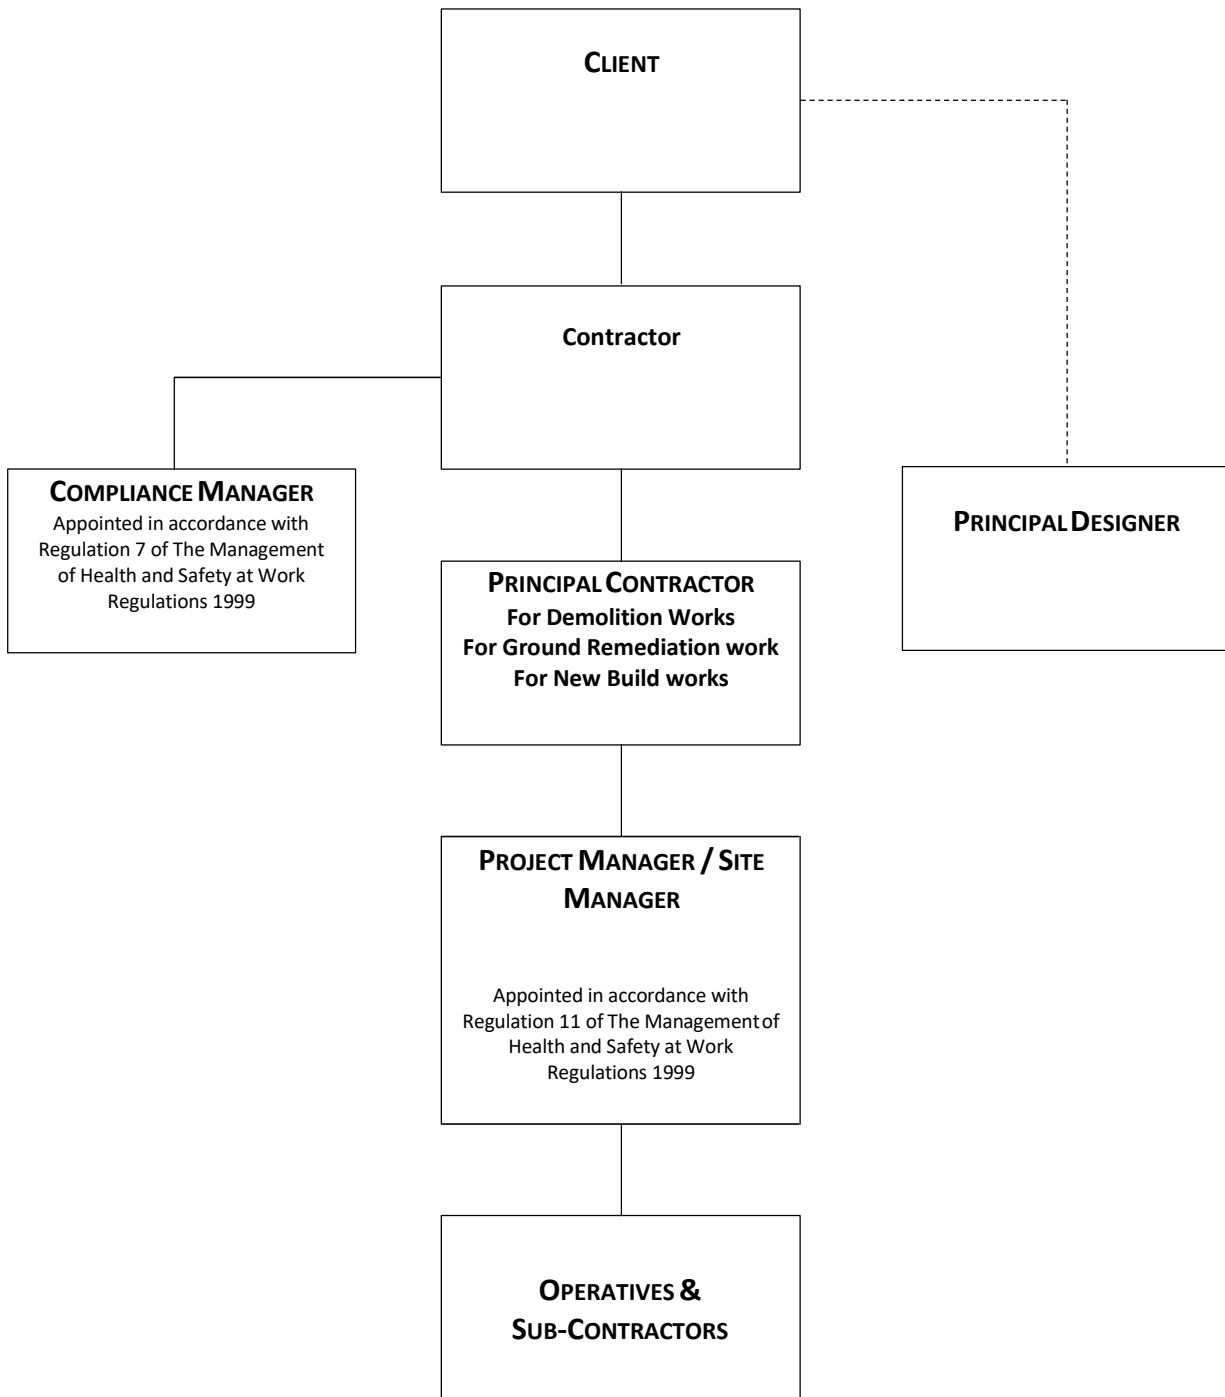 CLIENT
Contractor
COMPLIANCE MANAGER
Appointed in accordance with
Regulation 7 of The Management
of Health and Safety at Work
Regulations 1999
PRINCIPAL DESIGNER
PRINCIPAL CONTRACTOR
For Demolition Works
For Ground Remediation work
For New Build works
PROJECT MANAGER / SITE
MANAGER
Appointed in accordance with
Regulation 11 of The Management of
Health and Safety at Work
Regulations 1999
OPERATIVES &
SUB-CONTRACTORS